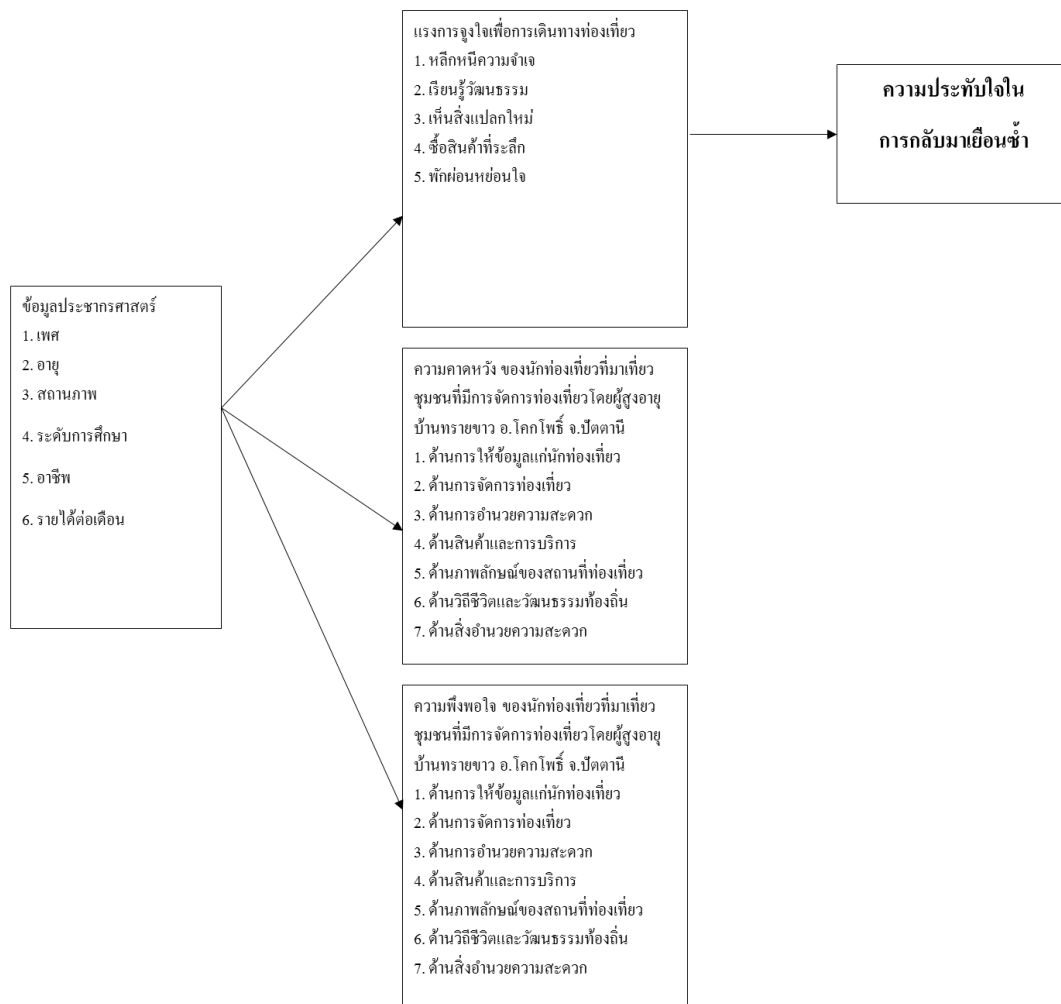 แรงการจูงใจเพื่อการเดินทางท่องเที่ยว
1. หลีกหนีความจำเจ
2. เรียนรู้วัฒนธรรม
3. เห็นสิ่งแปลกใหม่
4. ซื้อสินค้าที่ระลึก
5. พักผ่อนหย่อนใจ
ความประทับใจใน
การกลับมาเยือนซ้ำ
ข้อมูลประชากรศาสตร์
1. เพศ
2. อายุ
3. สถานภาพ
4. ระดับการศึกษา
5. อาชีพ
6. รายได้ต่อเดือน
ความคาดหวัง ของนักท่องเที่ยวที่มาเที่ยว
ชุมชนที่มีการจัดการท่องเที่ยวโดยผู้สูงอายุ
บ้านทรายขาว อ.โคกโพธิ์ จ.ปัตตานี
1. ด้านการให้ข้อมูลแก่นักท่องเที่ยว
2. ด้านการจัดการท่องเที่ยว
3. ด้านการอำนวยความสะดวก
4. ด้านสินค้าและการบริการ
5. ด้านภาพลักษณ์ของสถานที่ท่องเที่ยว
6. ด้านวิถีชีวิตและวัฒนธรรมท้องถิ่น
7. ด้านสิ่งอำนวยความสะดวก
ความพึงพอใจ ของนักท่องเที่ยวที่มาเที่ยว
ชุมชนที่มีการจัดการท่องเที่ยวโดยผู้สูงอายุ
บ้านทรายขาว อ.โคกโพธิ์ จ.ปัตตานี
1. ด้านการให้ข้อมูลแก่นักท่องเที่ยว
2. ด้านการจัดการท่องเที่ยว
3. ด้านการอำนวยความสะดวก
4. ด้านสินค้าและการบริการ
5. ด้านภาพลักษณ์ของสถานที่ท่องเที่ยว
6. ด้านวิถีชีวิตและวัฒนธรรมท้องถิ่น
7. ด้านสิ่งอำนวยความสะดวก